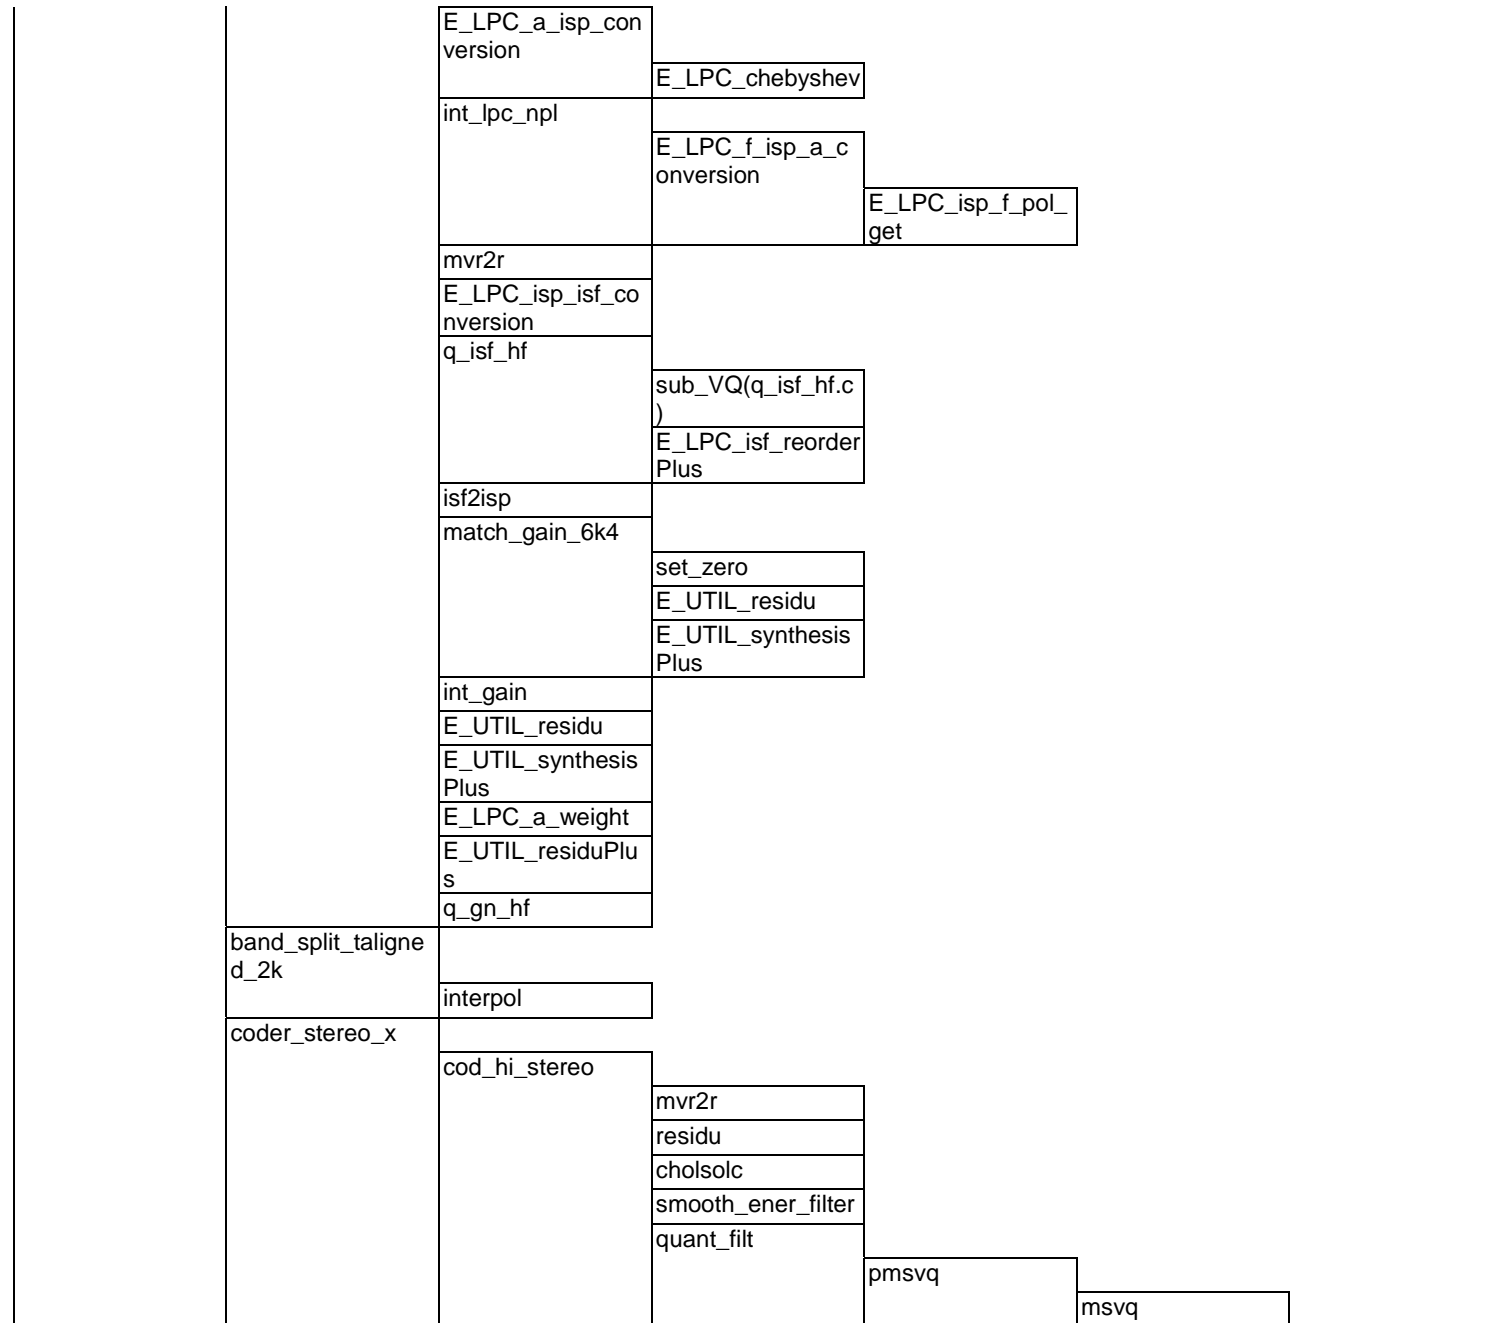 E_LPC_a_isp_con
version
E_LPC_chebyshev
int_lpc_npl
E_LPC_f_isp_a_c
onversion
E_LPC_isp_f_pol_
get
mvr2r
E_LPC_isp_isf_co
nversion
q_isf_hf
sub_VQ(q_isf_hf.c
)
E_LPC_isf_reorder
Plus
isf2isp
match_gain_6k4
set_zero
E_UTIL_residu
E_UTIL_synthesis
Plus
int_gain
E_UTIL_residu
E_UTIL_synthesis
Plus
E_LPC_a_weight
E_UTIL_residuPlu
s
q_gn_hf
band_split_taligne
d_2k
interpol
coder_stereo_x
cod_hi_stereo
mvr2r
residu
cholsolc
smooth_ener_filter
quant_filt
pmsvq
msvq